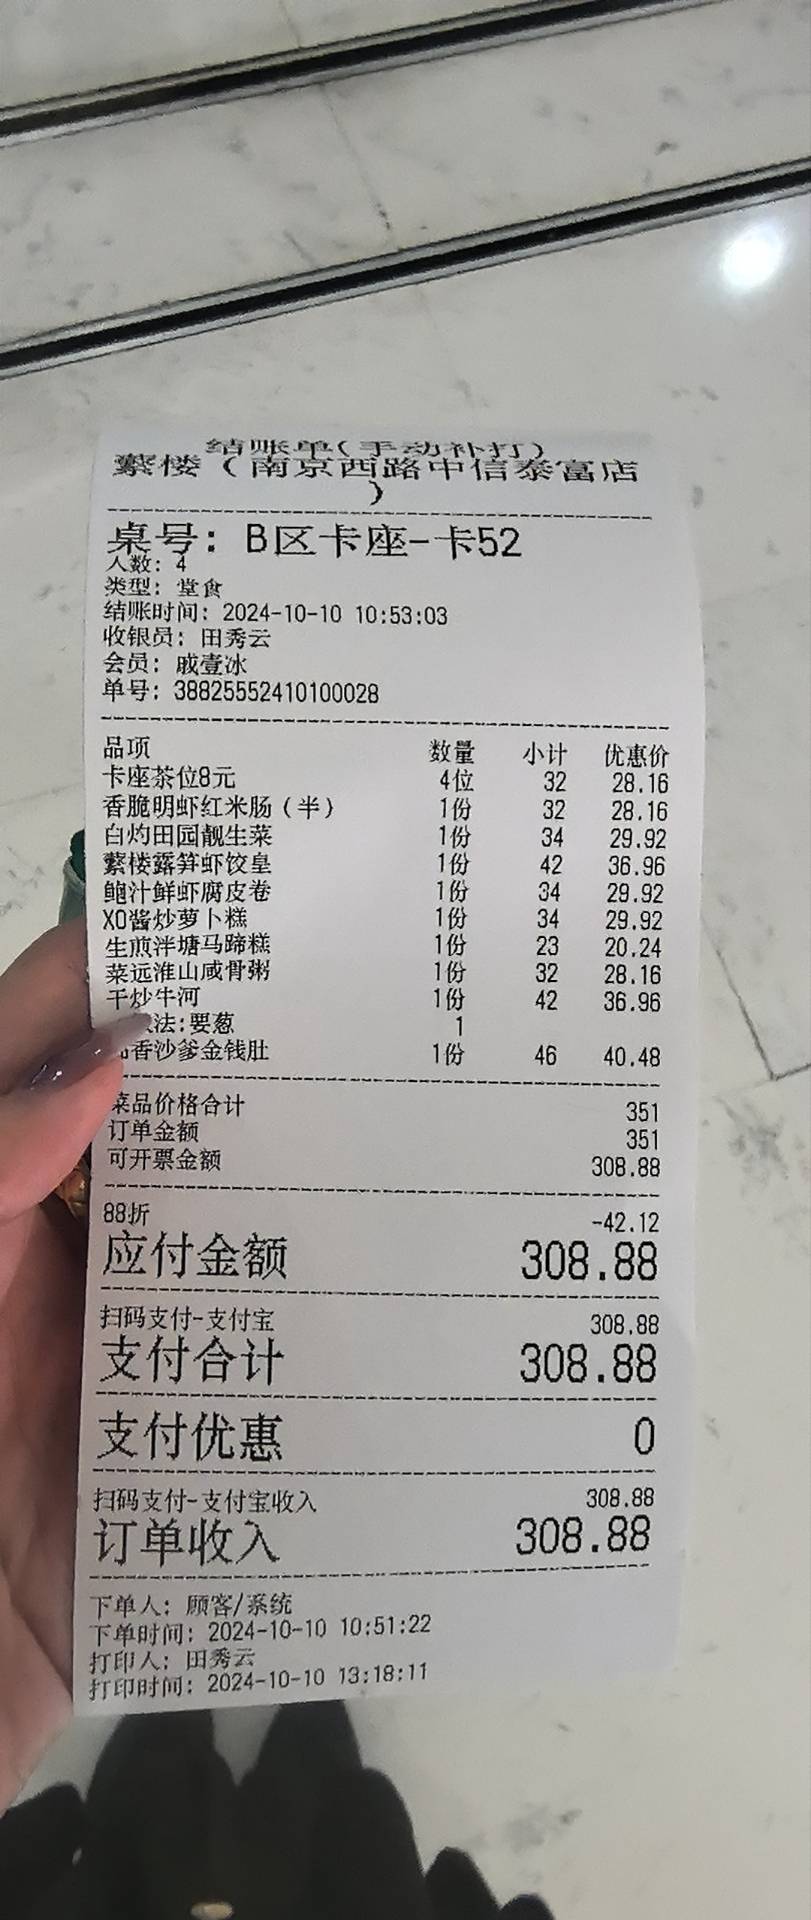 结账单(手动补打)
蘩楼（南京西路中信泰富店
）
桌号: B区卡座-卡52
人数: 4
类型: 堂食
结账时间: 2024-10-10 10:53:03
收银员: 田秀云
会员: 戚壹冰
单号: 38825552410100028
品项 数量 小计 优惠价
卡座茶位8元 4位 32 28.16
香脆明虾红米肠（半） 1份 32 28.16
白灼田园靓生菜 1份 34 29.92
蘩楼露笋虾饺皇 1份 42 36.96
鲍汁鲜虾腐皮卷 1份 34 29.92
XO酱炒萝卜糕 1份 34 29.92
生煎泮塘马蹄糕 1份 23 20.24
菜远淮山咸骨粥 1份 32 28.16
干炒牛河 1份 42 36.96
法:要葱 1
香沙爹金钱肚 1份 46 40.48
菜品价格合计 351
订单金额 351
可开票金额 308.88
88折 -42.12
应付金额 308.88
扫码支付-支付宝 308.88
支付合计 308.88
支付优惠 0
扫码支付-支付宝收入 308.88
订单收入 308.88
下单人: 顾客/系统
下单时间: 2024-10-10 10:51:22
打印人: 田秀云
打印时间: 2024-10-10 13:18:11